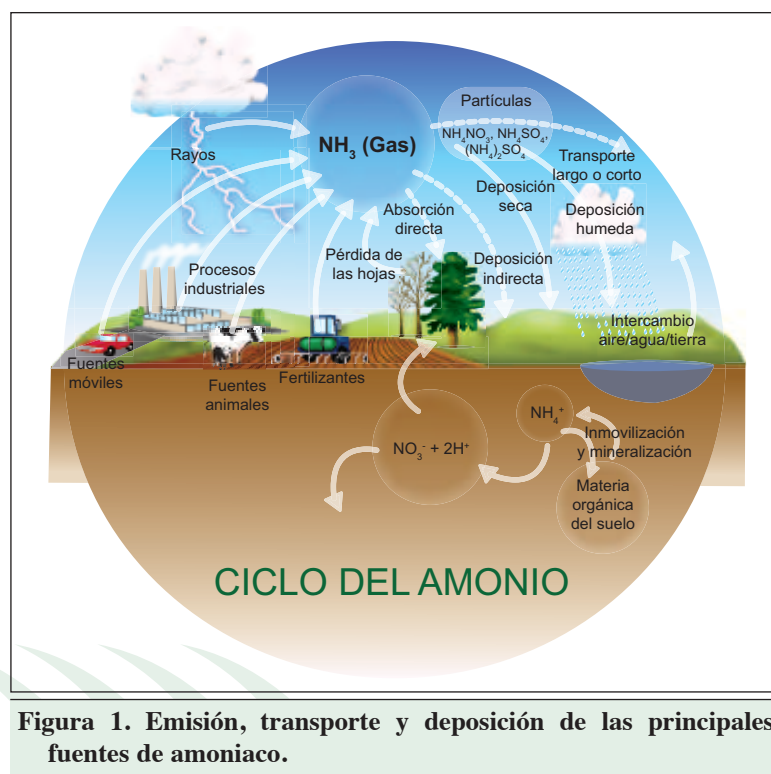 Partículas
NH₄NO₃, NH₄SO₄,
(NH₄)₂SO₄
NH₃ (Gas)
Rayos
Transporte
largo o corto
Deposición
seca
Absorción
directa
Deposición
humeda
Pérdida de
las hojas
Deposición
indirecta
Procesos
industriales
Intercambio
aire/agua/tierra
Fuentes
móviles
Fuentes
animales
Fertilizantes
NH₄⁺
NO₃⁻ + 2H⁺
Inmovilización
y mineralización
Materia
orgánica
del suelo
CICLO DEL AMONIO
Figura 1. Emisión, transporte y deposición de las principales
fuentes de amoniaco.